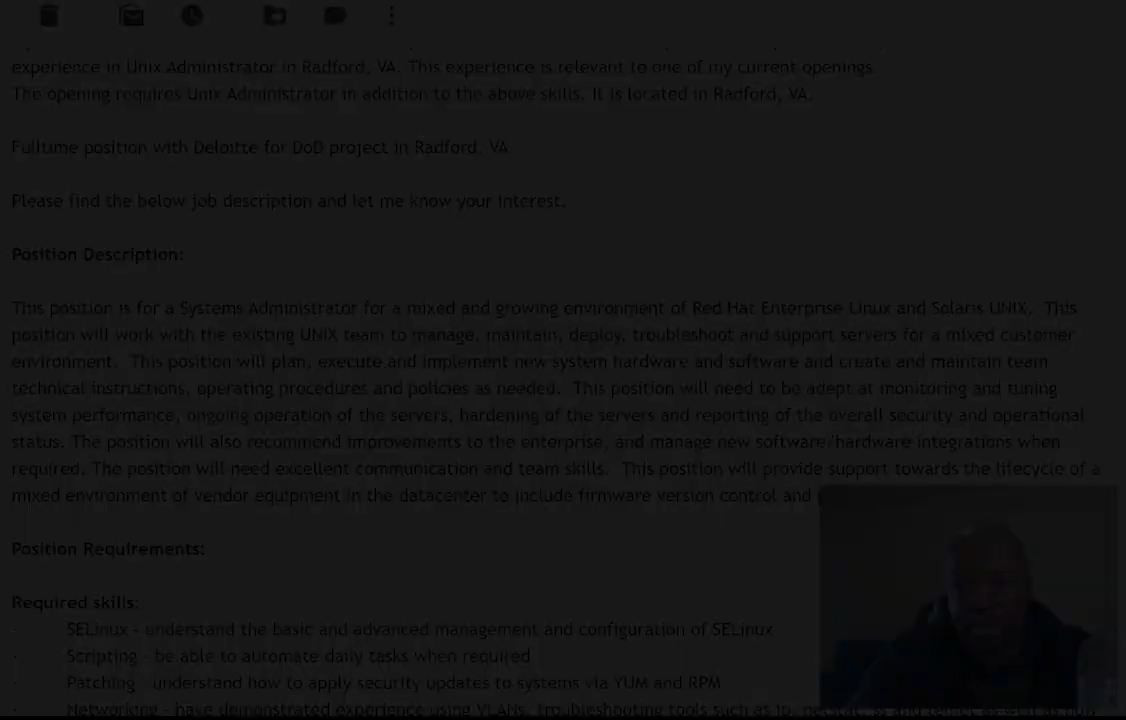 experience in Unix Administrator in Radford, VA. This experience is relevant to one of my current openings.
The opening requires Unix Administrator in addition to the above skills. It is located in Radford, VA.
Fulltime position with Deloitte for DoD project in Radford, VA
Please find the below job description and let me know your interest.
Position Description:
This position is for a Systems Administrator for a mixed and growing environment of Red Hat Enterprise Linux and Solaris UNIX. This
position will work with the existing UNIX team to manage, maintain, deploy, troubleshoot and support servers for a mixed customer
environment. This position will plan, execute and implement new system hardware and software and create and maintain team
technical instructions, operating procedures and policies as needed. This position will need to be adept at monitoring and tuning
system performance, ongoing operation of the servers, hardening of the servers and reporting of the overall security and operational
status. The position will also recommend improvements to the enterprise, and manage new software/hardware integrations when
required. The position will need excellent communication and team skills. This position will provide support towards the lifecycle of a
mixed environment of vendor equipment in the datacenter to include firmware version control and
Position Requirements:
Required skills:
· SELinux - understand the basic and advanced management and configuration of SELinux
· Scripting - be able to automate daily tasks when required
· Patching - understand how to apply security updates to systems via YUM and RPM
· Networking - have demonstrated experience using VLANs, troubleshooting tools such as ip, netstat, ss and